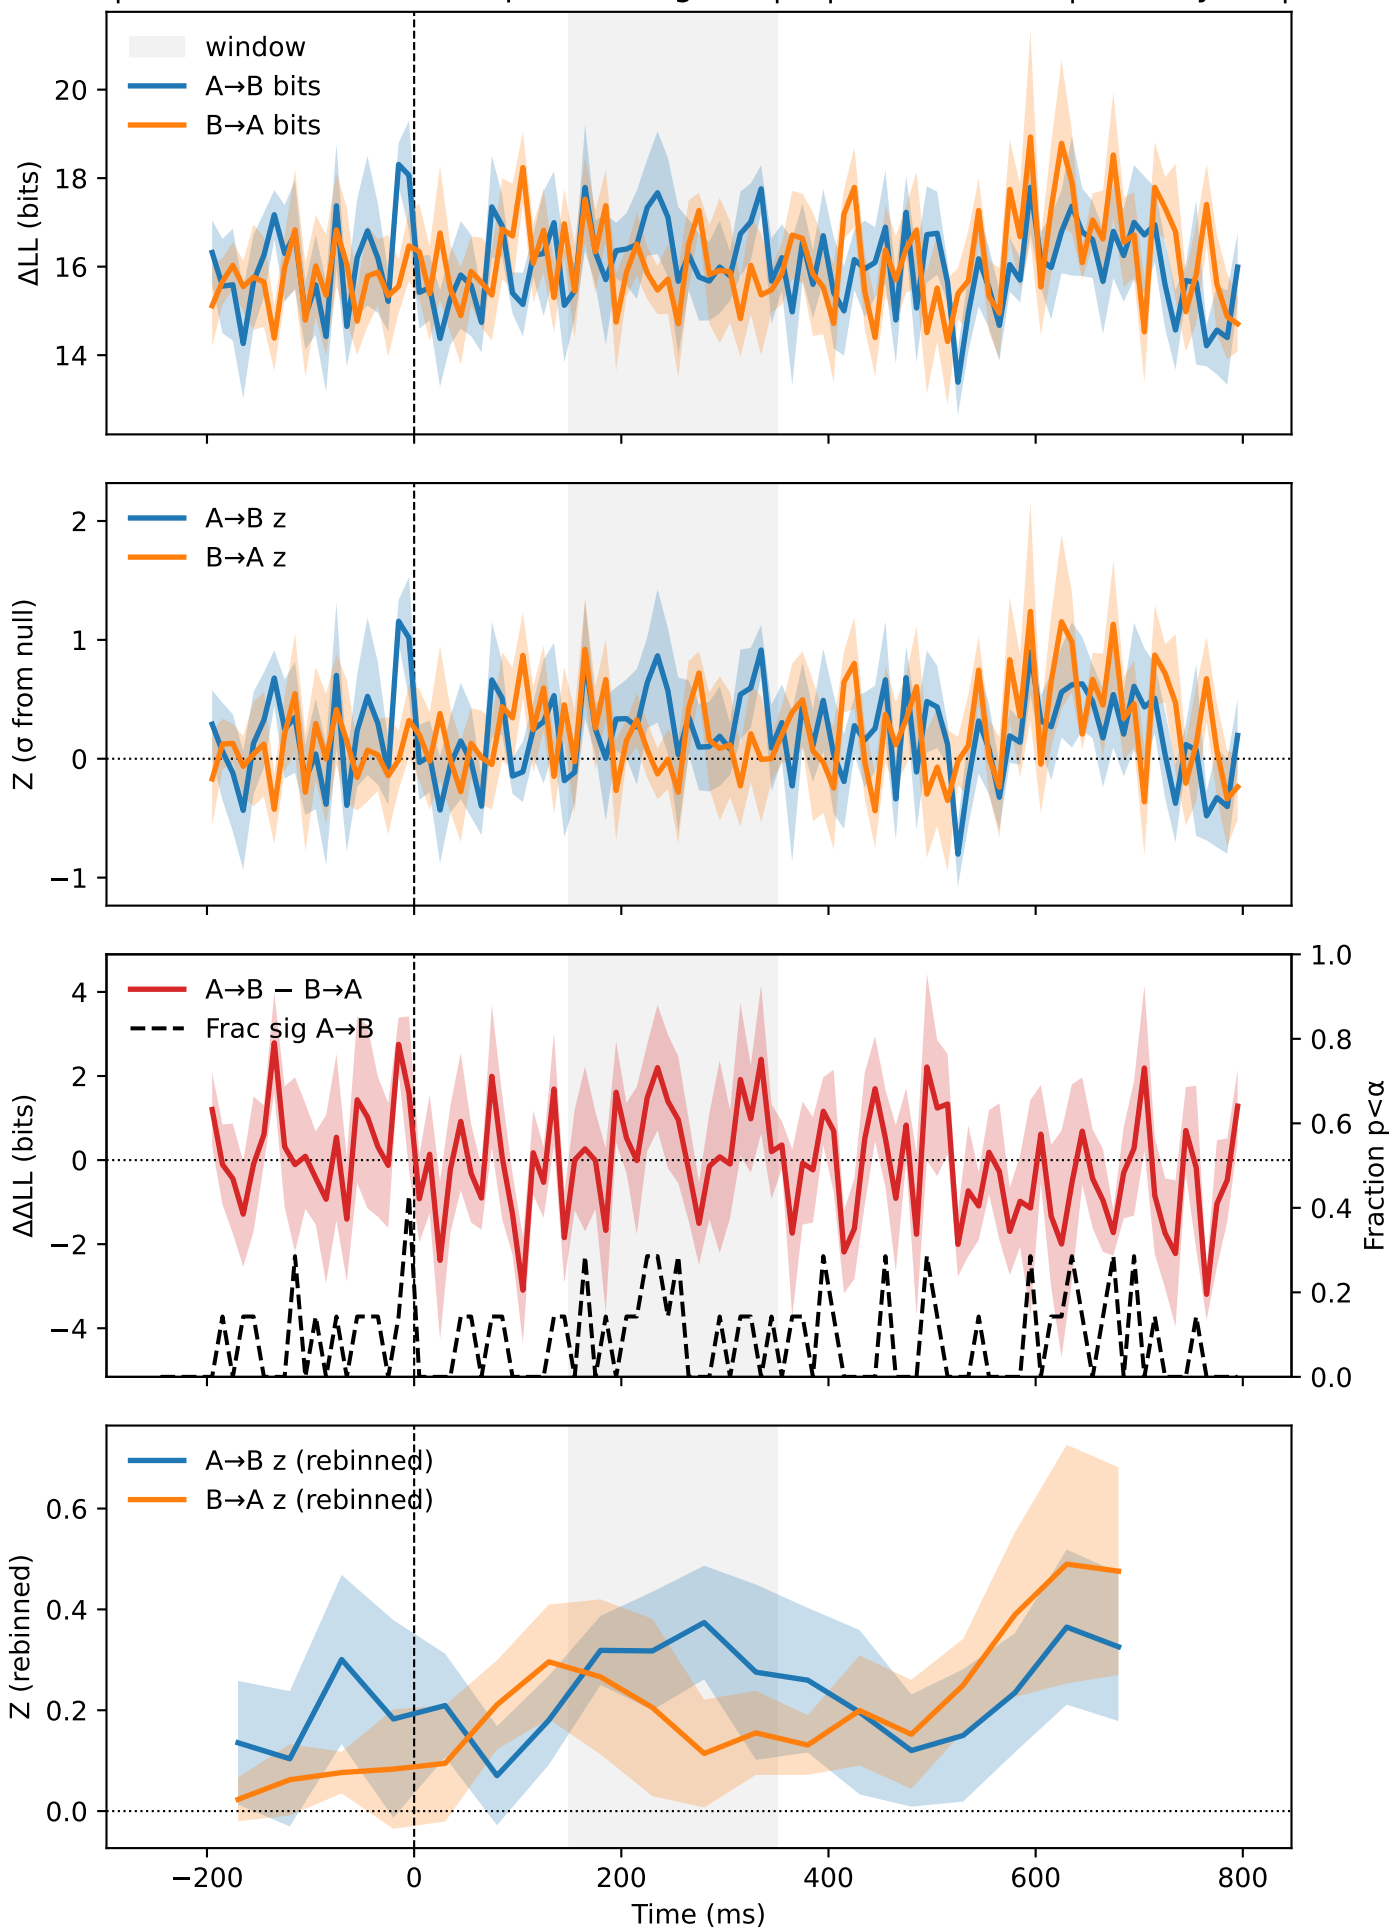 window
A→B bits
B→A bits
ΔLL (bits)
20
18
16
14
A→B z
B→A z
Z (σ from null)
2
1
0
−1
A→B − B→A
Frac sig A→B
ΔΔLL (bits)
4
2
0
−2
−4
1.0
0.8
0.6
0.4
0.2
0.0
Fraction p<α
A→B z (rebinned)
B→A z (rebinned)
Z (rebinned)
0.6
0.4
0.2
0.0
−200
0
200
400
600
800
Time (ms)